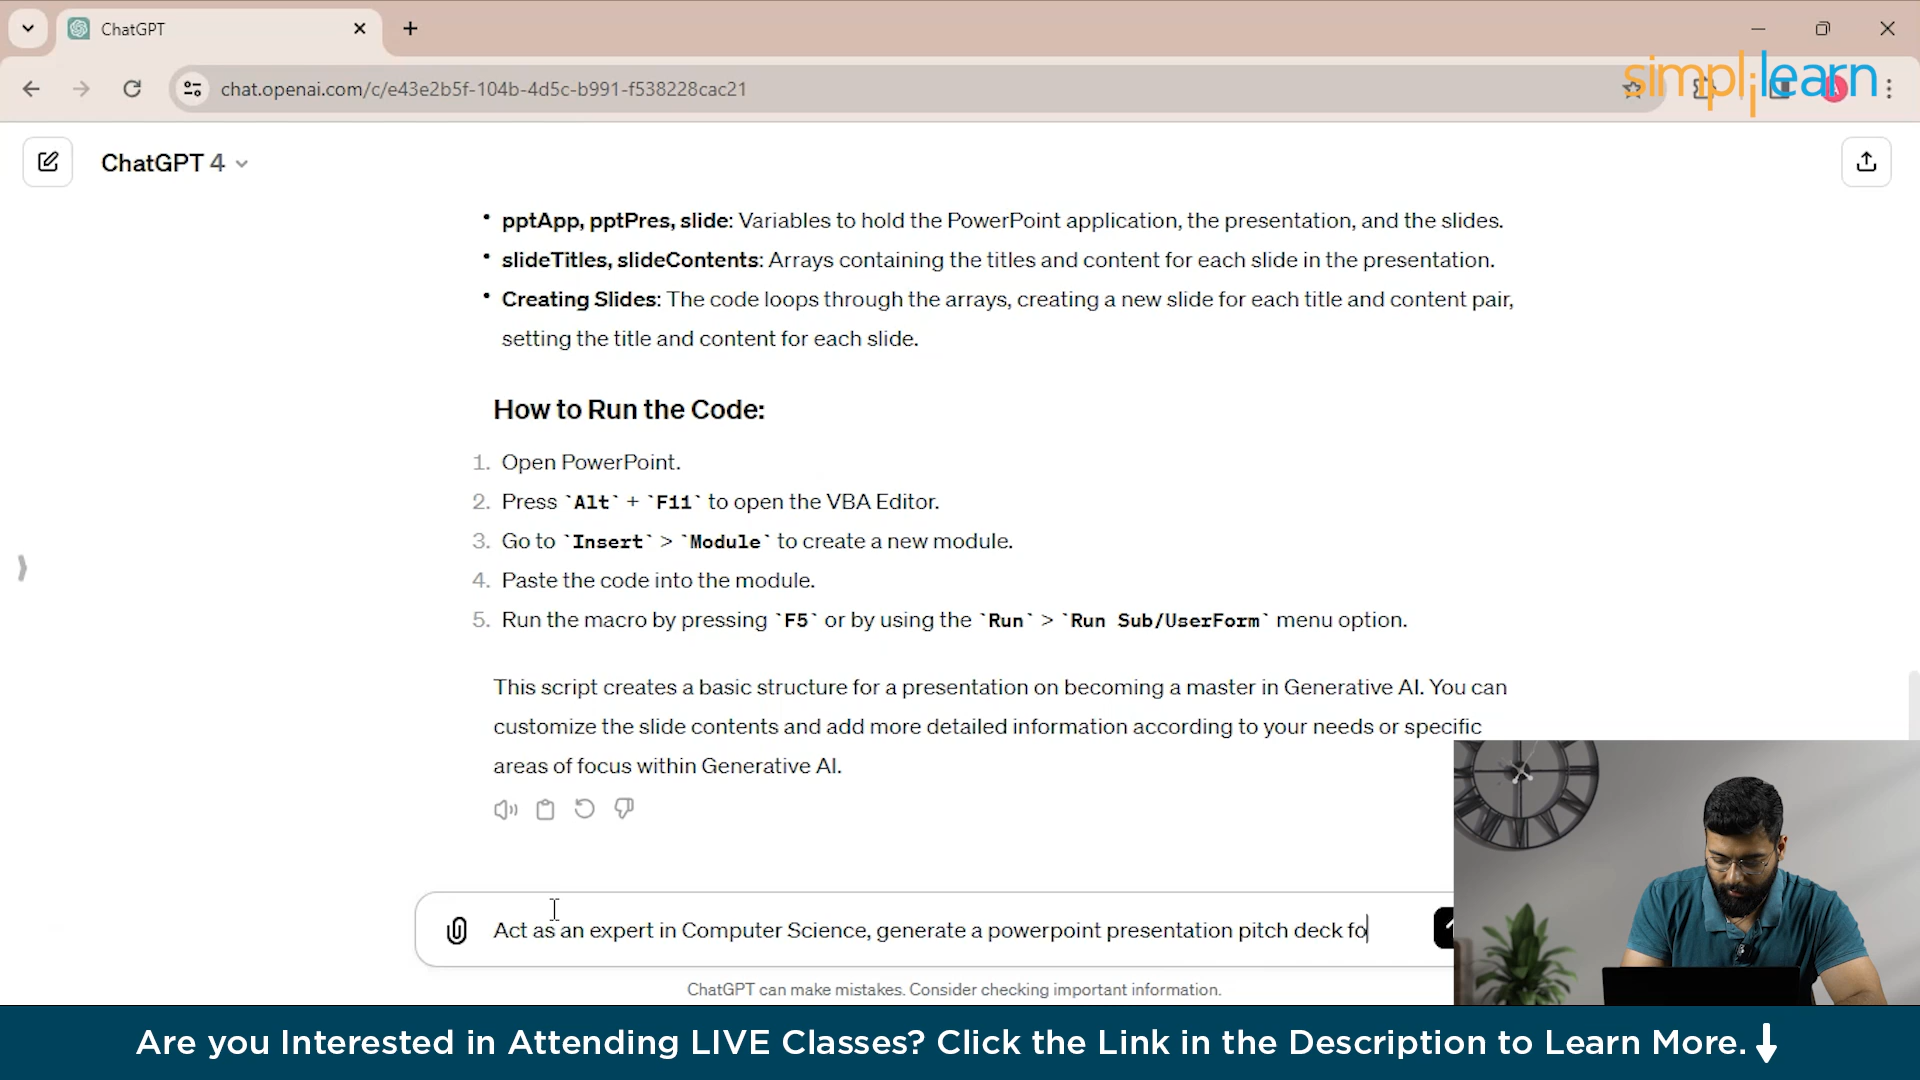 ChatGPT
chat.openai.com/c/e43e2b5f-104b-4d5c-b991-f538228cac21
simplilearn
ChatGPT 4
• pptApp, pptPres, slide: Variables to hold the PowerPoint application, the presentation, and the slides.
• slideTitles, slideContents: Arrays containing the titles and content for each slide in the presentation.
• Creating Slides: The code loops through the arrays, creating a new slide for each title and content pair,
setting the title and content for each slide.
How to Run the Code:
1. Open PowerPoint.
2. Press `Alt` + `F11` to open the VBA Editor.
3. Go to `Insert` > `Module` to create a new module.
4. Paste the code into the module.
5. Run the macro by pressing `F5` or by using the `Run` > `Run Sub/UserForm` menu option.
This script creates a basic structure for a presentation on becoming a master in Generative AI. You can
customize the slide contents and add more detailed information according to your needs or specific
areas of focus within Generative AI.
Act as an expert in Computer Science, generate a powerpoint presentation pitch deck fo
ChatGPT can make mistakes. Consider checking important information.
Are you Interested in Attending LIVE Classes? Click the Link in the Description to Learn More.